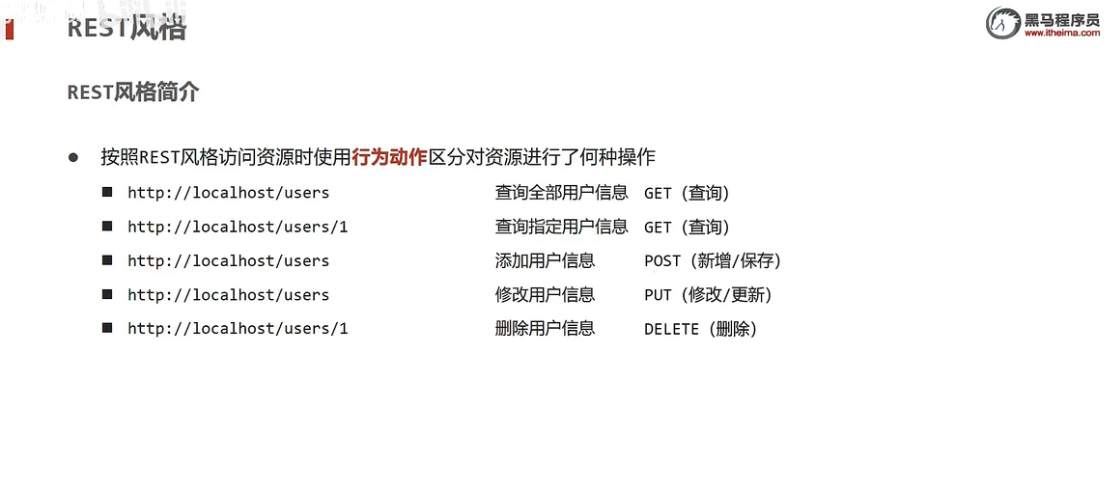 REST风格
黑马程序员
www.itheima.com
REST风格简介
● 按照REST风格访问资源时使用行为动作区分对资源进行了何种操作
■ http://localhost/users 查询全部用户信息 GET（查询）
■ http://localhost/users/1 查询指定用户信息 GET（查询）
■ http://localhost/users 添加用户信息 POST（新增/保存）
■ http://localhost/users 修改用户信息 PUT（修改/更新）
■ http://localhost/users/1 删除用户信息 DELETE（删除）